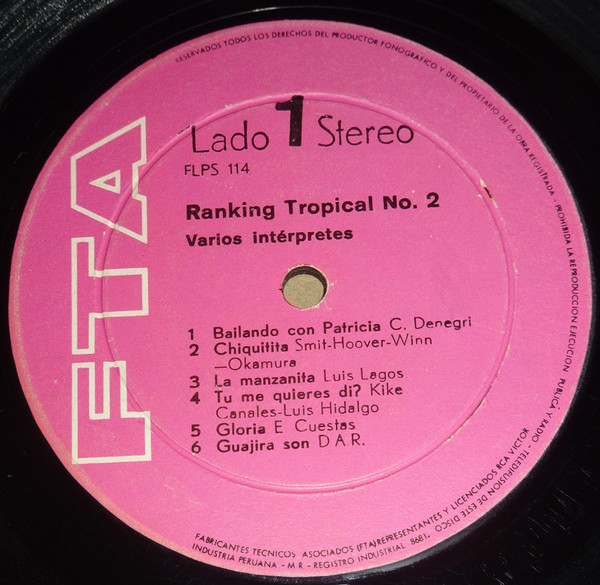 RESERVADOS TODOS LOS DERECHOS DEL PRODUCTOR FONOGRAFICO Y DEL PROPIETARIO DE LA OBRA REGISTRADA - PROHIBIDA LA REPRODUCCION EJECUCION PUBLICA Y RADIO - TELEDIFUSION DE ESTE DISCO
FTA
Lado 1 Stereo
FLPS 114
Ranking Tropical No. 2
Varios intérpretes
1 Bailando con Patricia C. Denegri
2 Chiquitita Smit-Hoover-Winn
-Okamura
3 La manzanita Luis Lagos
4 Tu me quieres di? Kike
Canales-Luis Hidalgo
5 Gloria E. Cuestas
6 Guajira son D.A.R.
FABRICANTES TECNICOS ASOCIADOS (FTA) REPRESENTANTES Y LICENCIADOS RCA VICTOR
INDUSTRIA PERUANA - M R - REGISTRO INDUSTRIAL .8681.